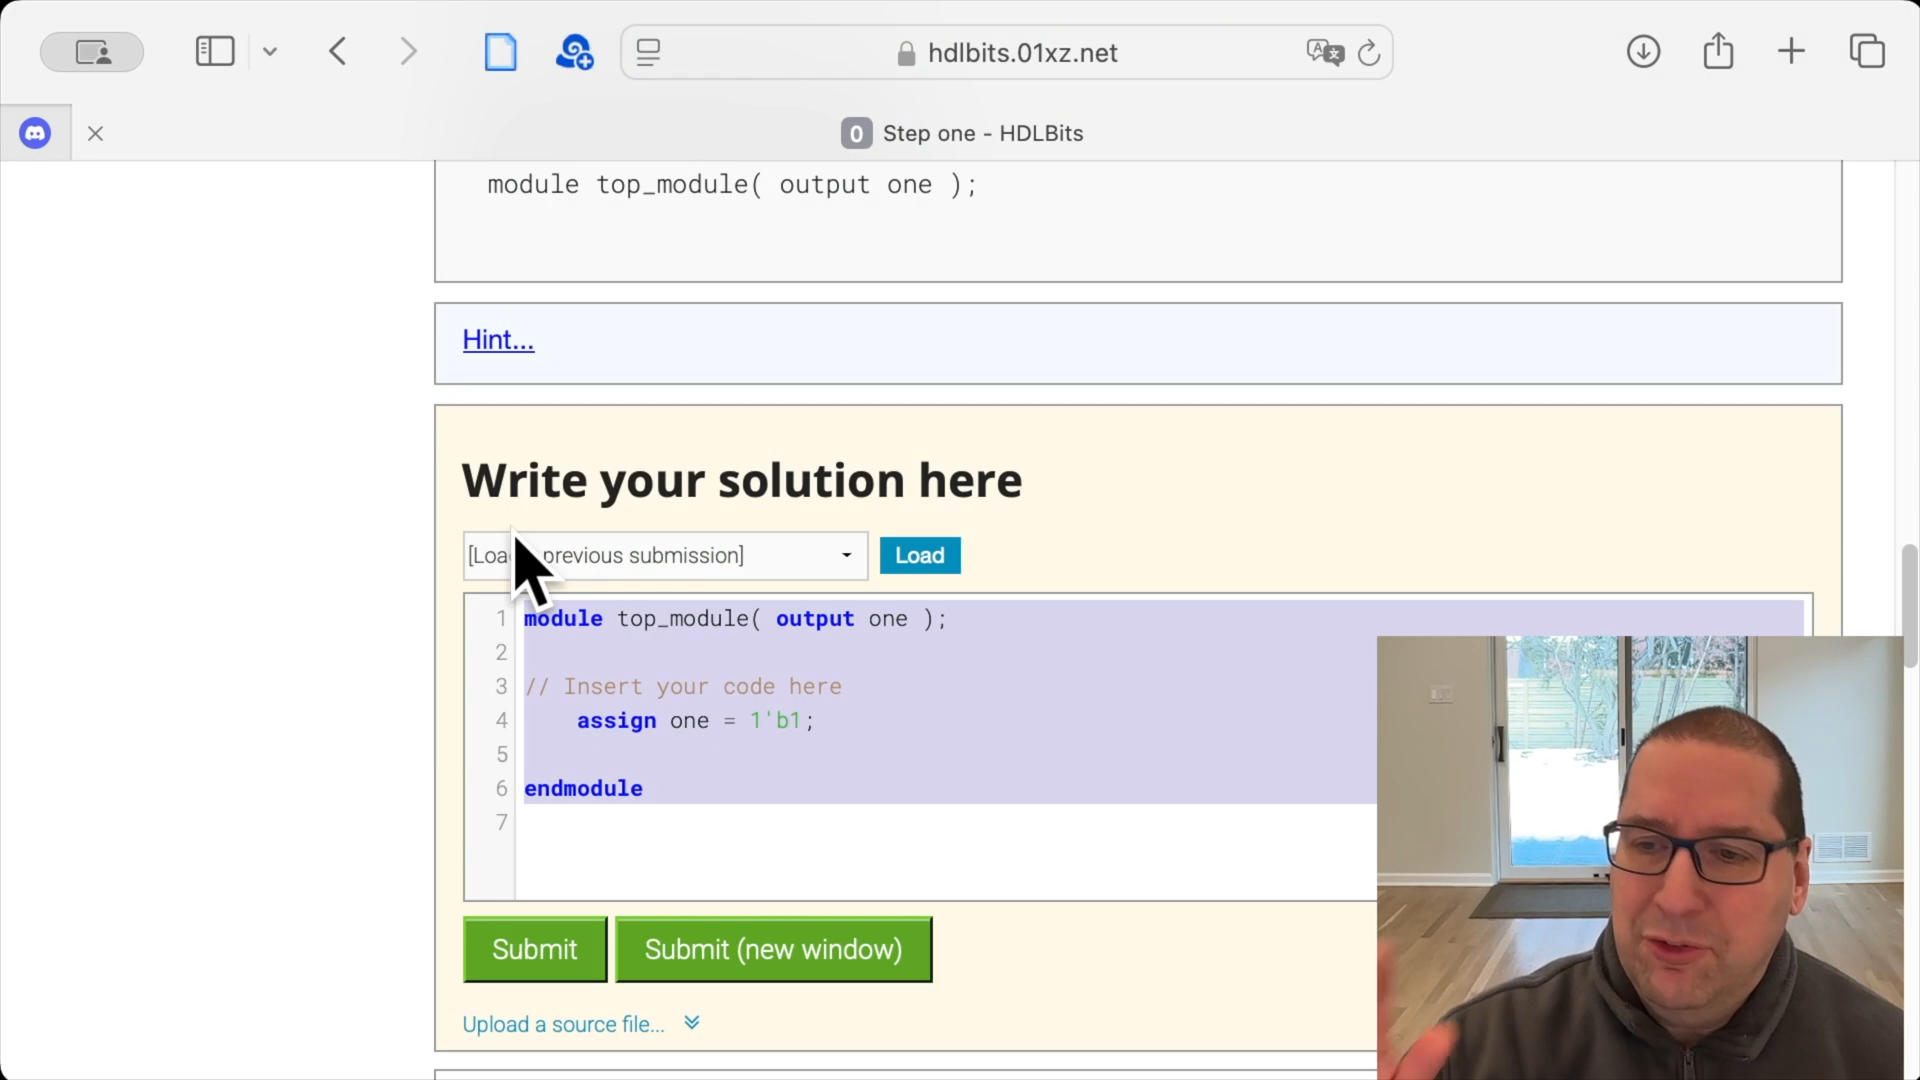 hdlbits.01xz.net
0 Step one - HDLBits
module top_module( output one );
Hint...
Write your solution here
[Loa previous submission]
Load
1 module top_module( output one );
2
3 // Insert your code here
4 assign one = 1'b1;
5
6 endmodule
7
Submit
Submit (new window)
Upload a source file...